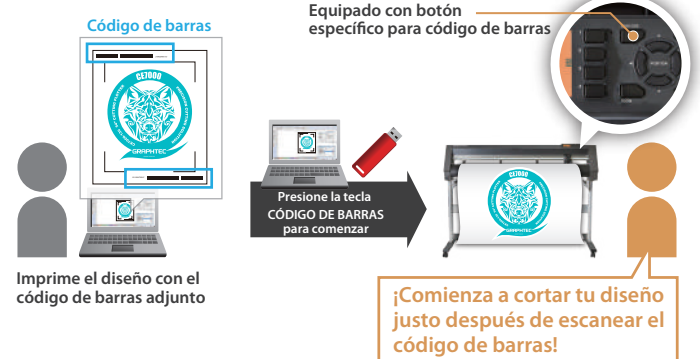 Equipado con botón
específico para código de barras
Código de barras
CE7000
GRAPHTEC
CE7000
GRAPHTEC
Presione la tecla
CÓDIGO DE BARRAS
para comenzar
Imprime el diseño con el
código de barras adjunto
¡Comienza a cortar tu diseño
justo después de escanear el
código de barras!